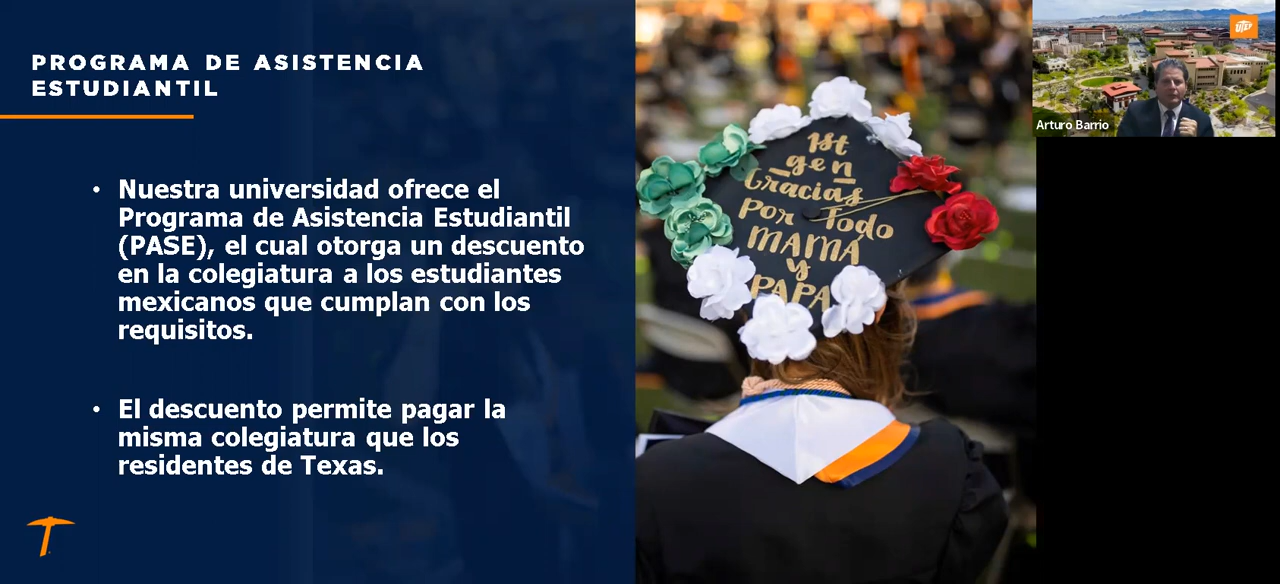 PROGRAMA DE ASISTENCIA
ESTUDIANTIL
• Nuestra universidad ofrece el
Programa de Asistencia Estudiantil
(PASE), el cual otorga un descuento
en la colegiatura a los estudiantes
mexicanos que cumplan con los
requisitos.
• El descuento permite pagar la
misma colegiatura que los
residentes de Texas.
1st
gen
Gracias
Por Todo
MAMÁ
y
PAPA
UTEP
Arturo Barrio